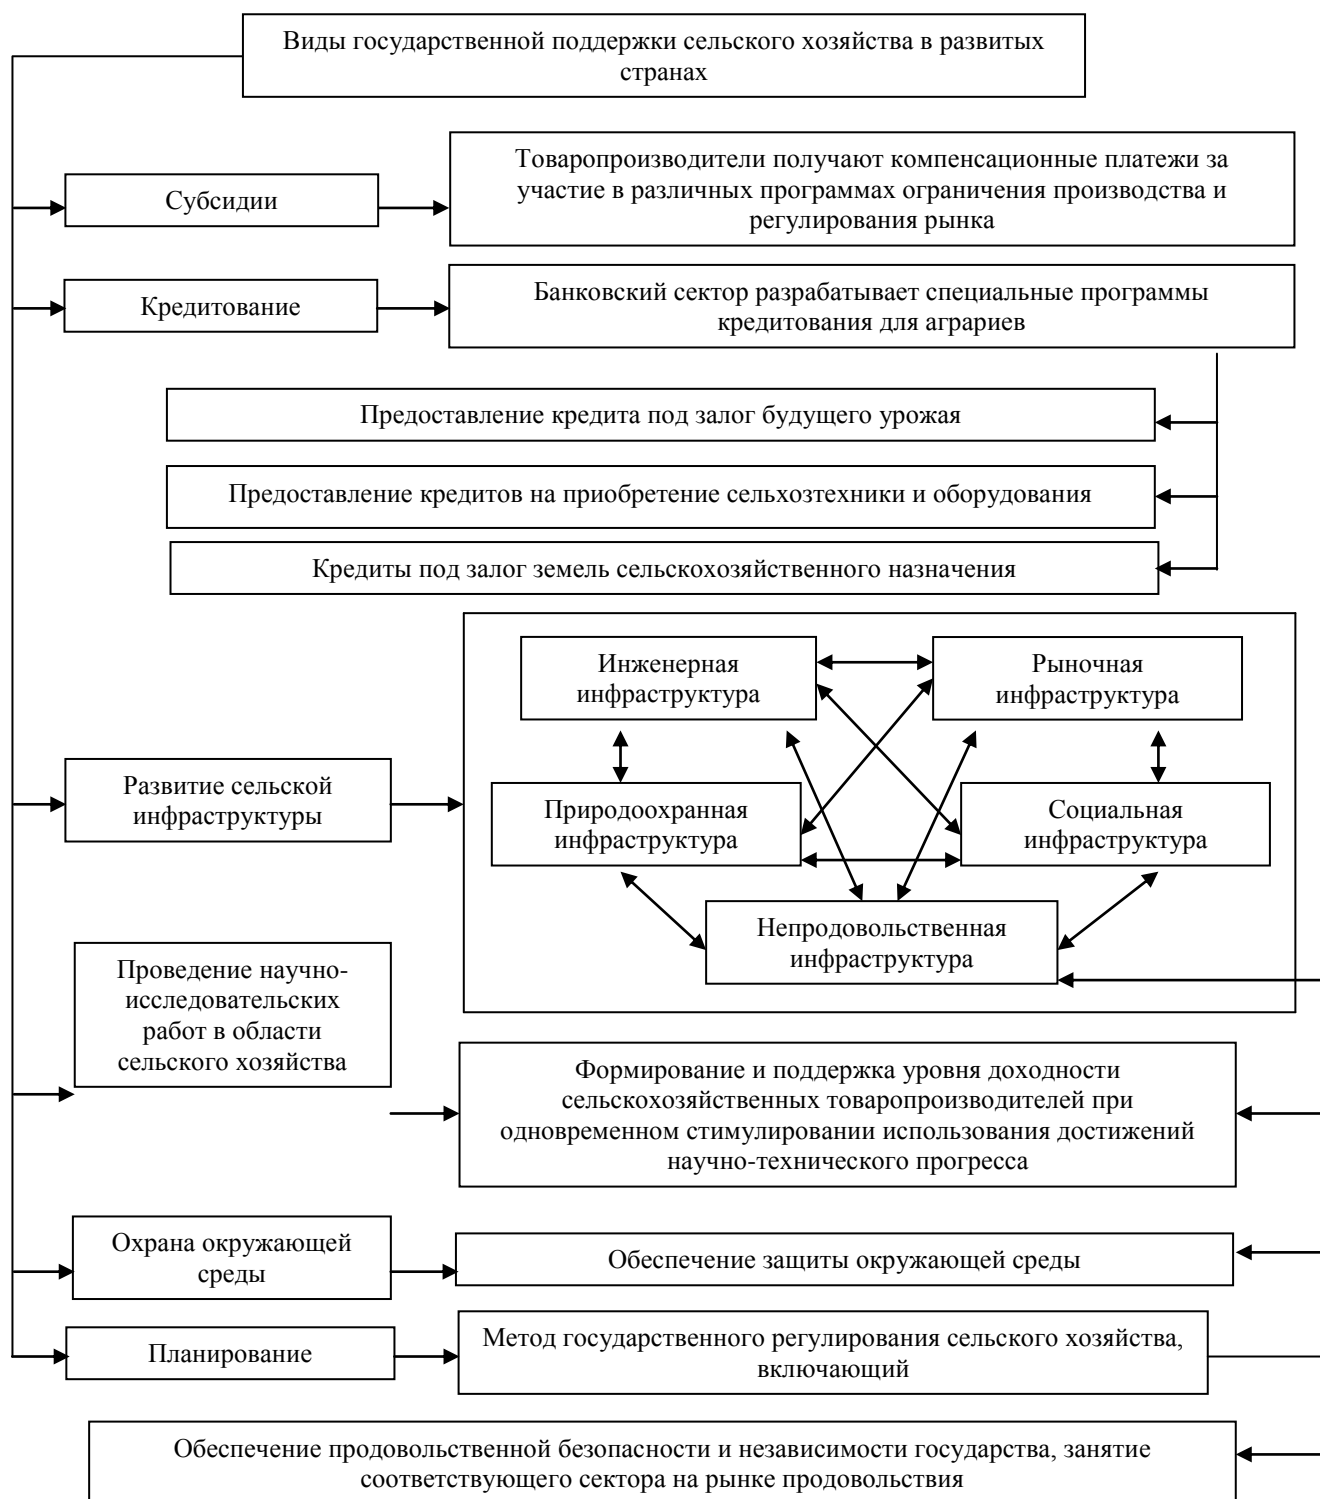 Виды государственной поддержки сельского хозяйства в развитых
странах
Субсидии
Товаропроизводители получают компенсационные платежи за
участие в различных программах ограничения производства и
регулирования рынка
Кредитование
Банковский сектор разрабатывает специальные программы
кредитования для аграриев
Предоставление кредита под залог будущего урожая
Предоставление кредитов на приобретение сельхозтехники и оборудования
Кредиты под залог земель сельскохозяйственного назначения
Развитие сельской
инфраструктуры
Инженерная
инфраструктура
Рыночная
инфраструктура
Природоохранная
инфраструктура
Социальная
инфраструктура
Непродовольственная
инфраструктура
Проведение научно-
исследовательских
работ в области
сельского хозяйства
Формирование и поддержка уровня доходности
сельскохозяйственных товаропроизводителей при
одновременном стимулировании использования достижений
научно-технического прогресса
Охрана окружающей
среды
Обеспечение защиты окружающей среды
Планирование
Метод государственного регулирования сельского хозяйства,
включающий
Обеспечение продовольственной безопасности и независимости государства, занятие
соответствующего сектора на рынке продовольствия